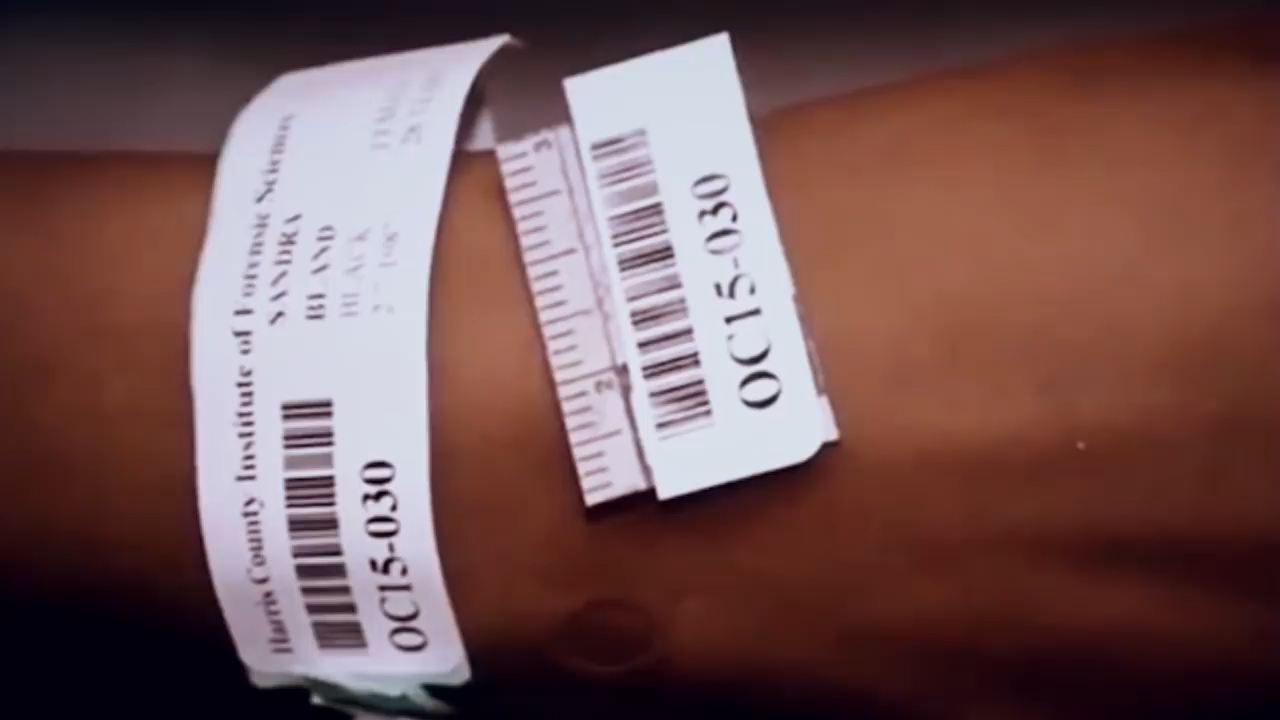 Harris County Institute of Forensic Sciences
SANDRA
BLAND
BLACK
OC15-030
3
2
OC15-030